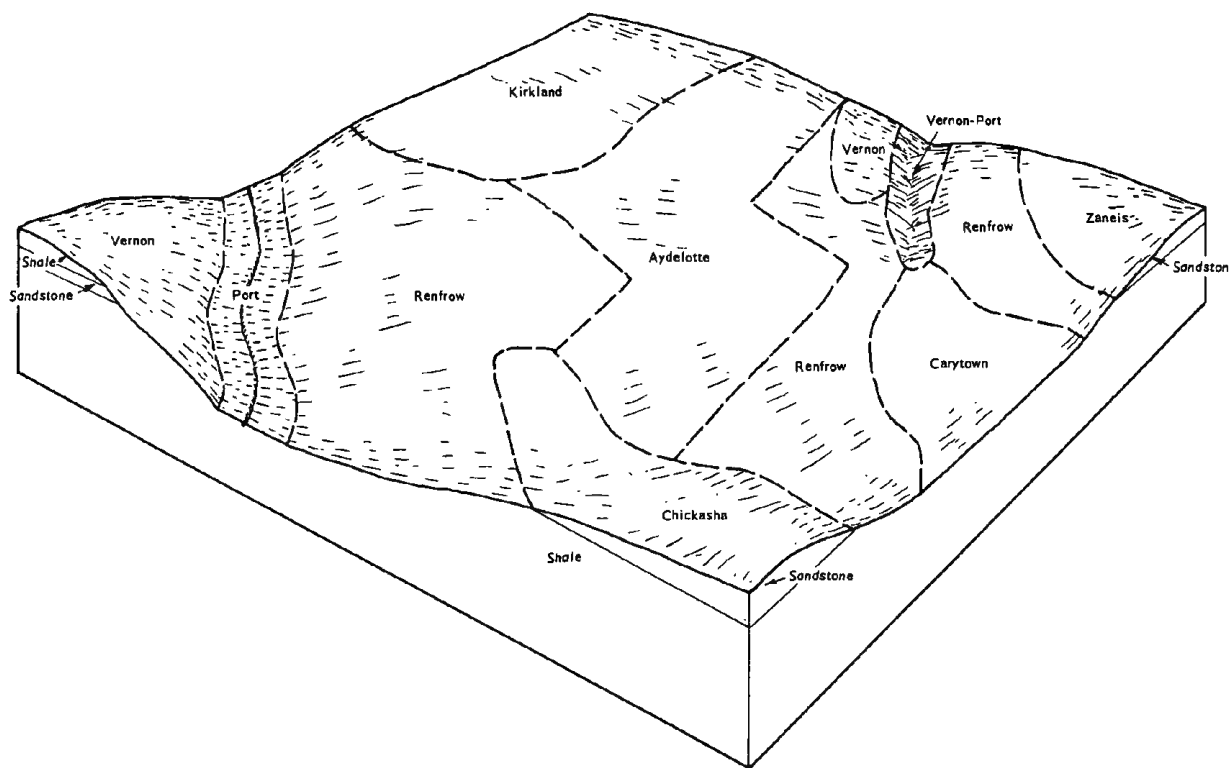 Kirkland
Vernon-Port
Vernon
Zaneis
Renfrow
Vernon
Aydelotte
Shale
Sandston
Sandstone
Port
Renfrow
Renfrow
Carytown
Chickasha
Shale
Sandstone